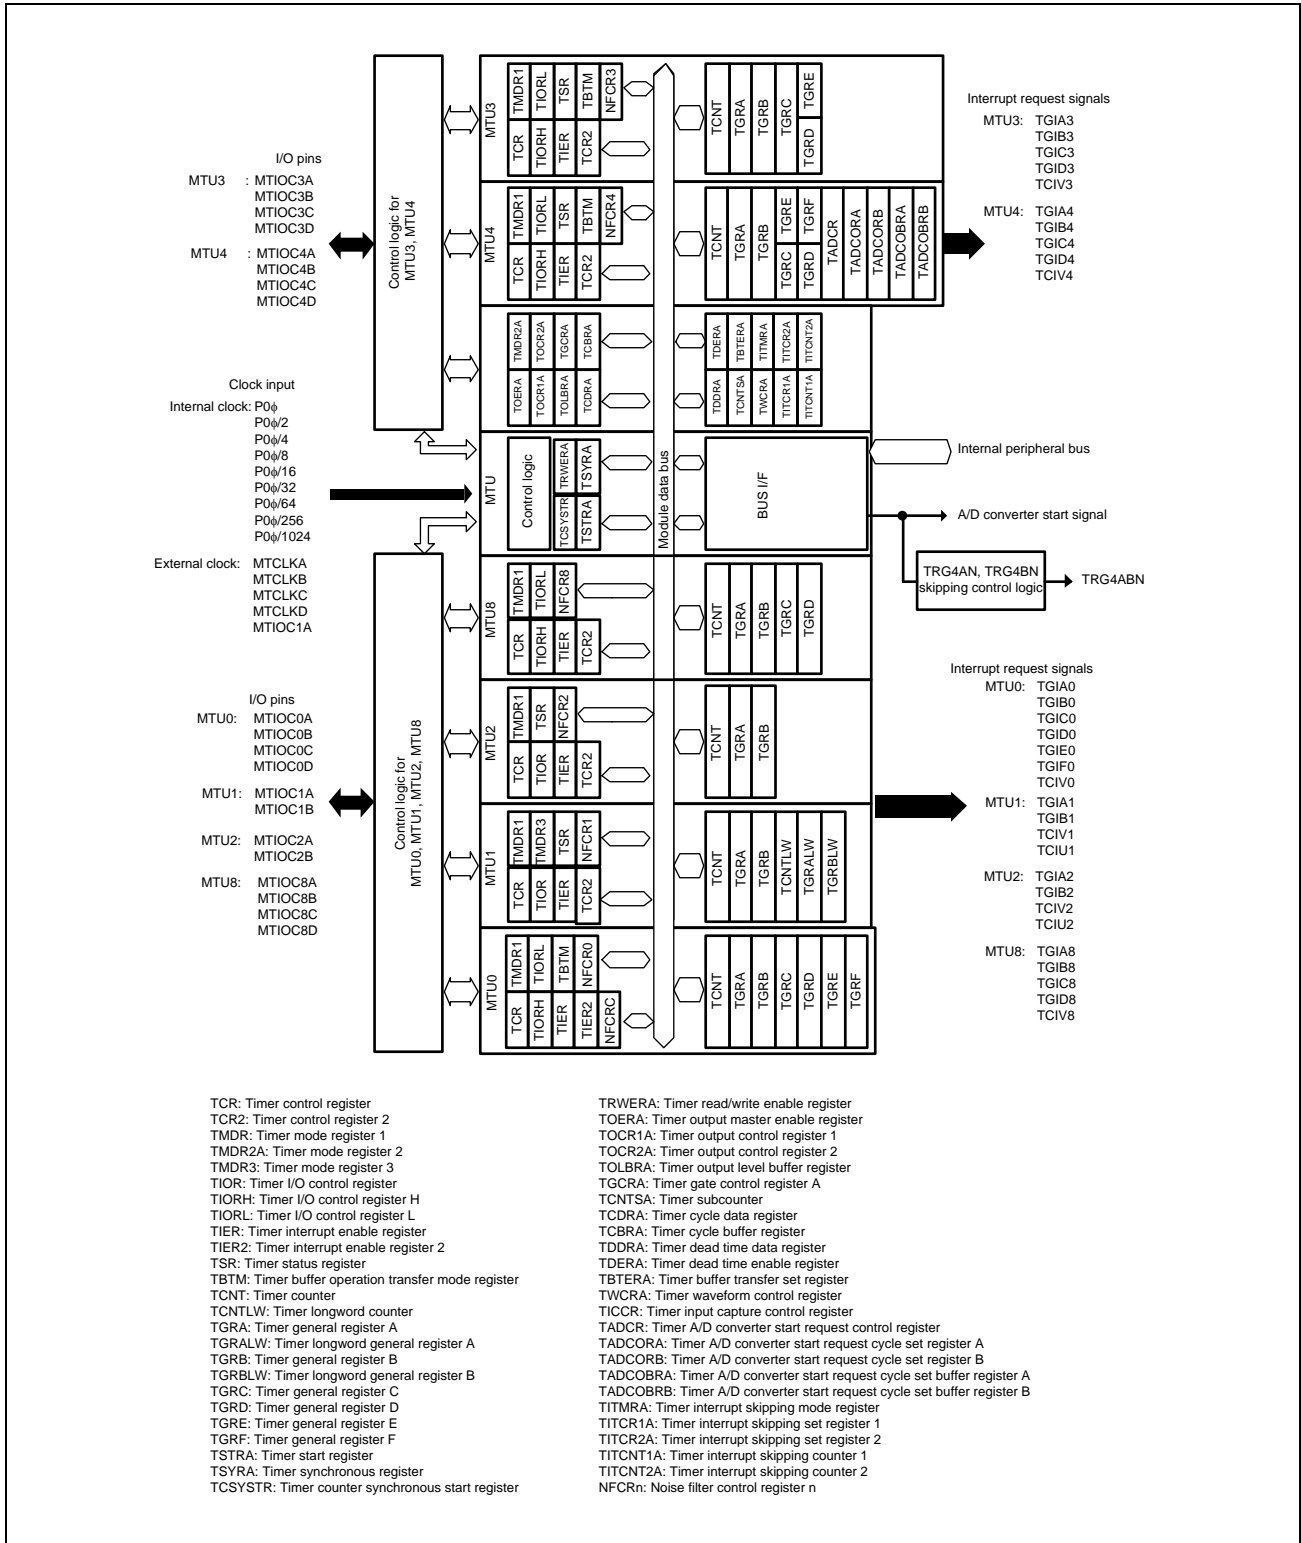 I/O pins
MTU3 : MTIOC3A
MTIOC3B
MTIOC3C
MTIOC3D
MTU4 : MTIOC4A
MTIOC4B
MTIOC4C
MTIOC4D
Clock input
Internal clock: P0ϕ
P0ϕ/2
P0ϕ/4
P0ϕ/8
P0ϕ/16
P0ϕ/32
P0ϕ/64
P0ϕ/256
P0ϕ/1024
External clock: MTCLKA
MTCLKB
MTCLKC
MTCLKD
MTIOC1A
I/O pins
MTU0: MTIOC0A
MTIOC0B
MTIOC0C
MTIOC0D
MTU1: MTIOC1A
MTIOC1B
MTU2: MTIOC2A
MTIOC2B
MTU8: MTIOC8A
MTIOC8B
MTIOC8C
MTIOC8D
Control logic for
MTU3, MTU4
Control logic for
MTU0, MTU1, MTU2, MTU8
MTU3
TMDR1
TIORL
TSR
TBTM
NFCR3
TCR
TIORH
TIER
TCR2
TCNT
TGRA
TGRB
TGRC
TGRE
TGRD
MTU4
TMDR1
TIORL
TSR
TBTM
NFCR4
TCR
TIORH
TIER
TCR2
TCNT
TGRA
TGRB
TGRE
TGRF
TGRC
TGRD
TADCR
TADCORA
TADCORB
TADCOBRA
TADCOBRB
TMDR2A
TOCR2A
TGCRA
TCBRA
TOERA
TOCR1A
TOLBRA
TCDRA
TDERA
TBTERA
TITMRA
TITCR2A
TITCNT2A
TDDRA
TCNTSA
TWCRA
TITCR1A
TITCNT1A
MTU
Control logic
TRWERA
TSYRA
TCSYSTR
TSTRA
Module data bus
BUS I/F
MTU8
TMDR1
TIORL
NFCR8
TCR
TIORH
TIER
TCR2
TCNT
TGRA
TGRB
TGRC
TGRD
MTU2
TMDR1
TSR
NFCR2
TCR
TIOR
TIER
TCR2
TCNT
TGRA
TGRB
MTU1
TMDR1
TMDR3
TSR
NFCR1
TCR
TIOR
TIER
TCR2
TCNT
TGRA
TGRB
TCNTLW
TGRALW
TGRBLW
MTU0
TMDR1
TIORL
TBTM
NFCR0
TCR
TIORH
TIER
TIER2
NFCRC
TCNT
TGRA
TGRB
TGRC
TGRD
TGRE
TGRF
Interrupt request signals
MTU3: TGIA3
TGIB3
TGIC3
TGID3
TCIV3
MTU4: TGIA4
TGIB4
TGIC4
TGID4
TCIV4
Internal peripheral bus
A/D converter start signal
TRG4AN, TRG4BN
skipping control logic
TRG4ABN
Interrupt request signals
MTU0: TGIA0
TGIB0
TGIC0
TGID0
TGIE0
TGIF0
TCIV0
MTU1: TGIA1
TGIB1
TCIV1
TCIU1
MTU2: TGIA2
TGIB2
TCIV2
TCIU2
MTU8: TGIA8
TGIB8
TGIC8
TGID8
TCIV8
TCR: Timer control register
TCR2: Timer control register 2
TMDR: Timer mode register 1
TMDR2A: Timer mode register 2
TMDR3: Timer mode register 3
TIOR: Timer I/O control register
TIORH: Timer I/O control register H
TIORL: Timer I/O control register L
TIER: Timer interrupt enable register
TIER2: Timer interrupt enable register 2
TSR: Timer status register
TBTM: Timer buffer operation transfer mode register
TCNT: Timer counter
TCNTLW: Timer longword counter
TGRA: Timer general register A
TGRALW: Timer longword general register A
TGRB: Timer general register B
TGRBLW: Timer longword general register B
TGRC: Timer general register C
TGRD: Timer general register D
TGRE: Timer general register E
TGRF: Timer general register F
TSTRA: Timer start register
TSYRA: Timer synchronous register
TCSYSTR: Timer counter synchronous start register
TRWERA: Timer read/write enable register
TOERA: Timer output master enable register
TOCR1A: Timer output control register 1
TOCR2A: Timer output control register 2
TOLBRA: Timer output level buffer register
TGCRA: Timer gate control register A
TCNTSA: Timer subcounter
TCDRA: Timer cycle data register
TCBRA: Timer cycle buffer register
TDDRA: Timer dead time data register
TDERA: Timer dead time enable register
TBTERA: Timer buffer transfer set register
TWCRA: Timer waveform control register
TICCR: Timer input capture control register
TADCR: Timer A/D converter start request control register
TADCORA: Timer A/D converter start request cycle set register A
TADCORB: Timer A/D converter start request cycle set register B
TADCOBRA: Timer A/D converter start request cycle set buffer register A
TADCOBRB: Timer A/D converter start request cycle set buffer register B
TITMRA: Timer interrupt skipping mode register
TITCR1A: Timer interrupt skipping set register 1
TITCR2A: Timer interrupt skipping set register 2
TITCNT1A: Timer interrupt skipping counter 1
TITCNT2A: Timer interrupt skipping counter 2
NFCRn: Noise filter control register n